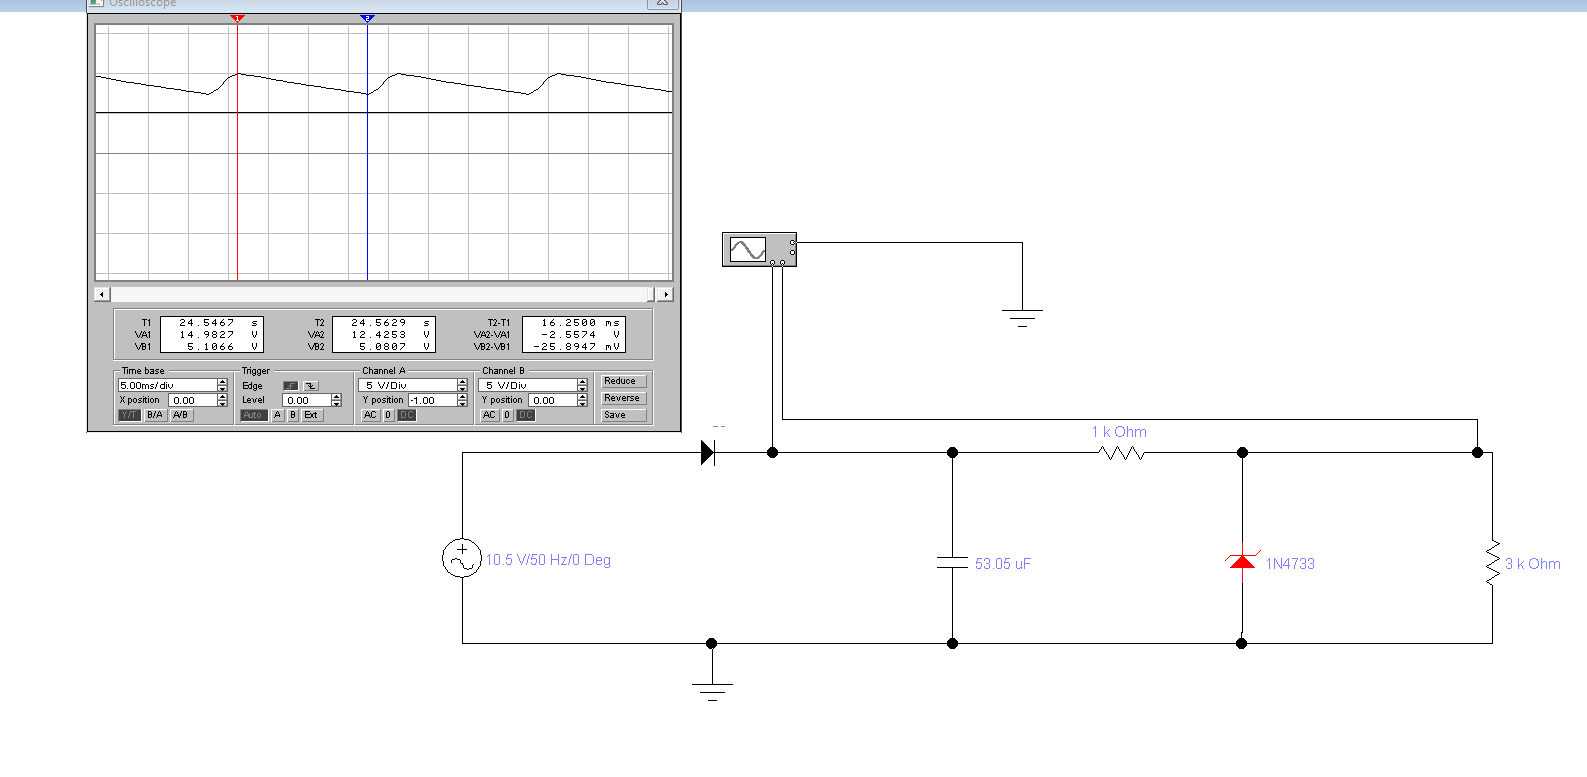 Oscilloscope
1
2
T1 24.5467 s T2 24.5629 s T2-T1 16.2500 ms
VA1 14.9827 V VA2 12.4253 V VA2-VA1 -2.5574 V
VB1 5.1066 V VB2 5.0807 V VB2-VB1 -25.8947 mV
Time base Trigger Channel A Channel B
5.00ms/div Edge 5 V/Div 5 V/Div Reduce
X position 0.00 Level 0.00 Y position -1.00 Y position 0.00 Reverse
Y/T B/A A/B Auto A B Ext AC 0 DC AC 0 DC Save
--
1 k Ohm
10.5 V/50 Hz/0 Deg
53.05 uF
1N4733
3 k Ohm